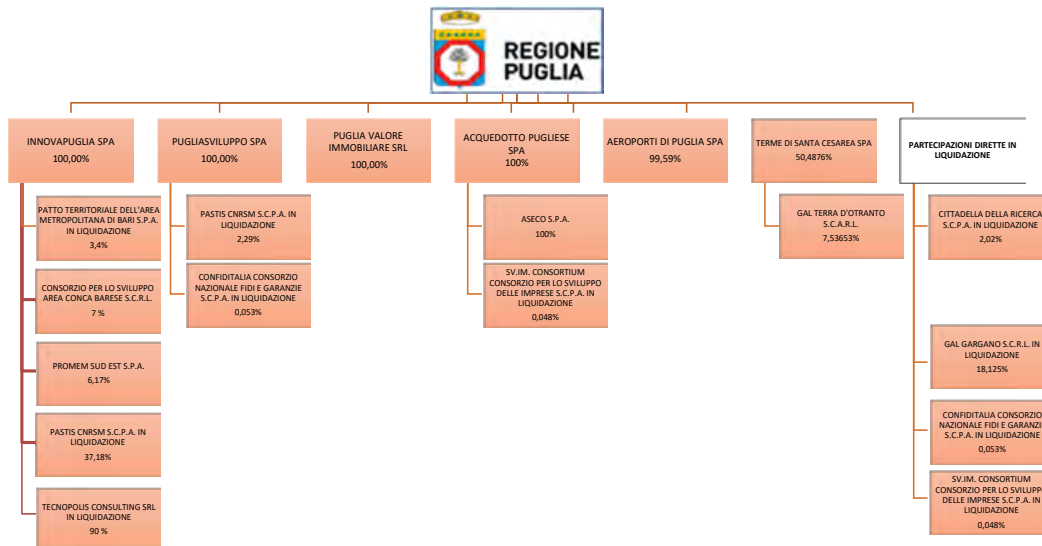 REGIONE
PUGLIA
INNOVAPUGLIA SPA
100,00%
PUGLIASVILUPPO SPA
100,00%
PUGLIA VALORE
IMMOBILIARE SRL
100,00%
ACQUEDOTTO PUGLIESE
SPA
100%
AEROPORTI DI PUGLIA SPA
99,59%
TERME DI SANTA CESAREA SPA
50,4876%
PARTECIPAZIONI DIRETTE IN
LIQUIDAZIONE
PATTO TERRITORIALE DELL'AREA
METROPOLITANA DI BARI S.P.A.
IN LIQUIDAZIONE
3,4%
CONSORZIO PER LO SVILUPPO
AREA CONCA BARESE S.C.R.L.
7 %
PROMEM SUD EST S.P.A.
6,17%
PASTIS CNRSM S.C.P.A. IN
LIQUIDAZIONE
37,18%
TECNOPOLIS CONSULTING SRL
IN LIQUIDAZIONE
90 %
PASTIS CNRSM S.C.P.A. IN
LIQUIDAZIONE
2,29%
CONFIDITALIA CONSORZIO
NAZIONALE FIDI E GARANZIE
S.C.P.A. IN LIQUIDAZIONE
0,053%
ASECO S.P.A.
100%
SV.IM. CONSORTIUM
CONSORZIO PER LO SVILUPPO
DELLE IMPRESE S.C.P.A. IN
LIQUIDAZIONE
0,048%
GAL TERRA D'OTRANTO
S.C.A.R.L.
7,53653%
CITTADELLA DELLA RICERCA
S.C.P.A. IN LIQUIDAZIONE
2,02%
GAL GARGANO S.C.R.L. IN
LIQUIDAZIONE
18,125%
CONFIDITALIA CONSORZIO
NAZIONALE FIDI E GARANZIE
S.C.P.A. IN LIQUIDAZIONE
0,053%
SV.IM. CONSORTIUM
CONSORZIO PER LO SVILUPPO
DELLE IMPRESE S.C.P.A. IN
LIQUIDAZIONE
0,048%